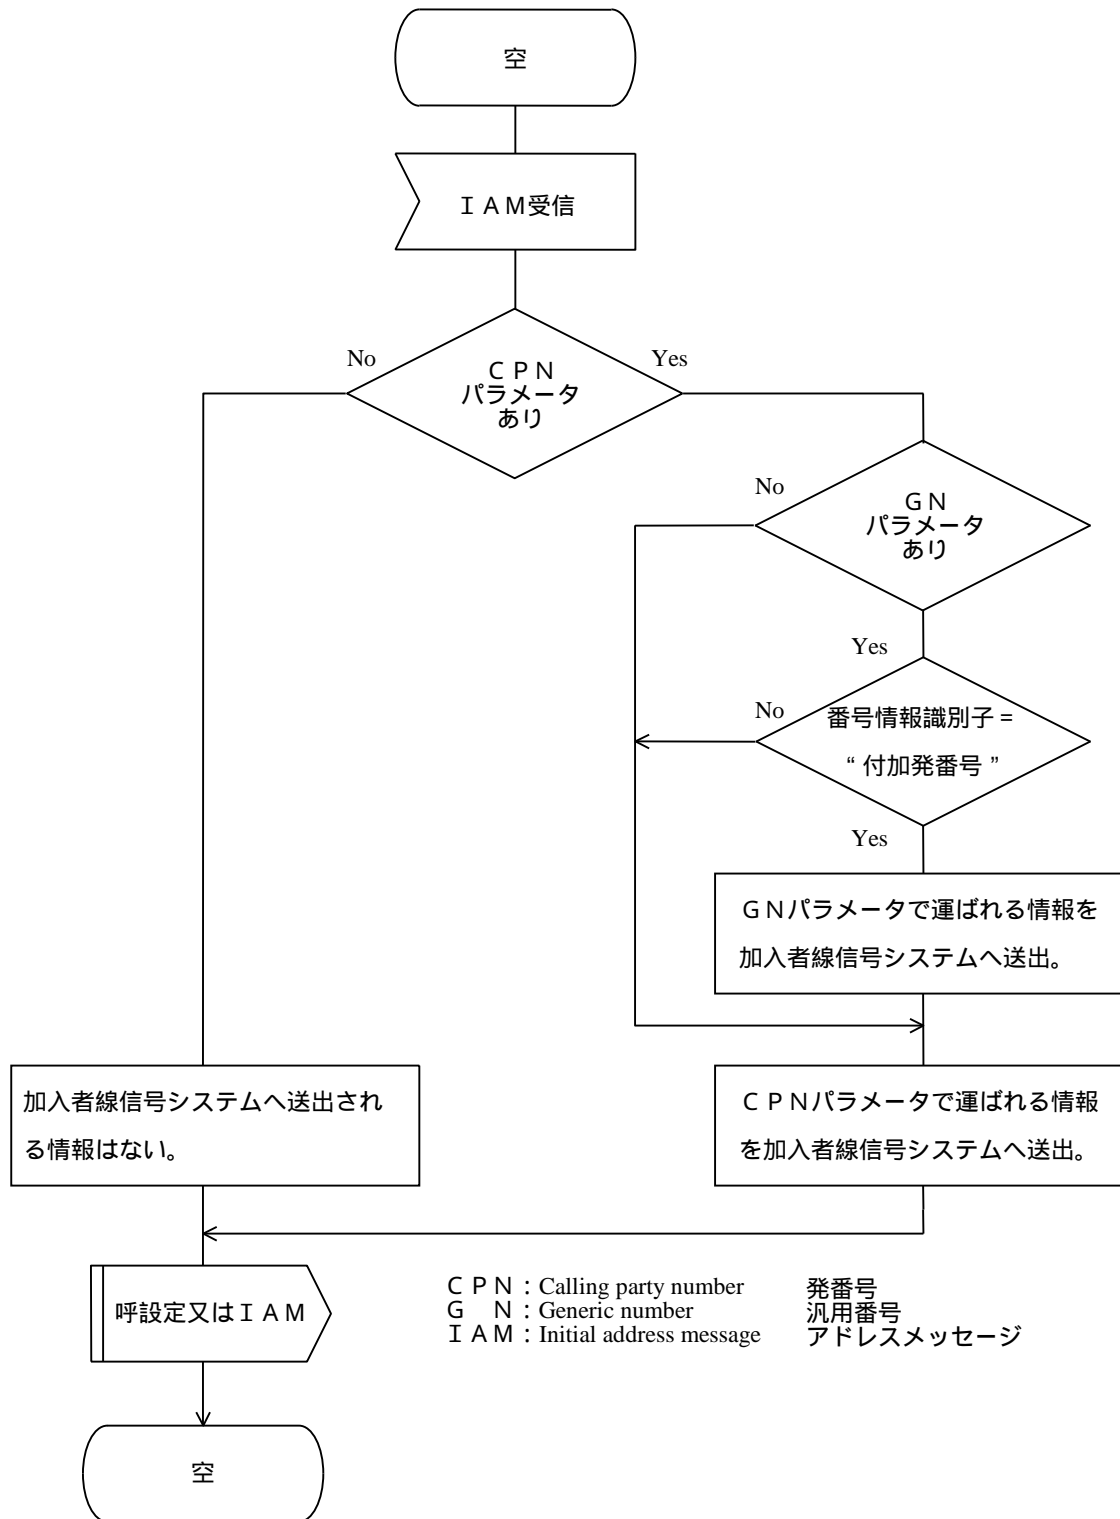 空
ＩＡＭ受信
No
Yes
ＣＰＮ
パラメータ
あり
No
ＧＮ
パラメータ
あり
Yes
No
番号情報識別子＝
“付加発番号”
Yes
ＧＮパラメータで運ばれる情報を
加入者線信号システムへ送出。
加入者線信号システムへ送出され
る情報はない。
ＣＰＮパラメータで運ばれる情報
を加入者線信号システムへ送出。
呼設定又はＩＡＭ
ＣＰＮ：Calling party number　発番号
Ｇ　Ｎ：Generic number　汎用番号
ＩＡＭ：Initial address message　アドレスメッセージ
空